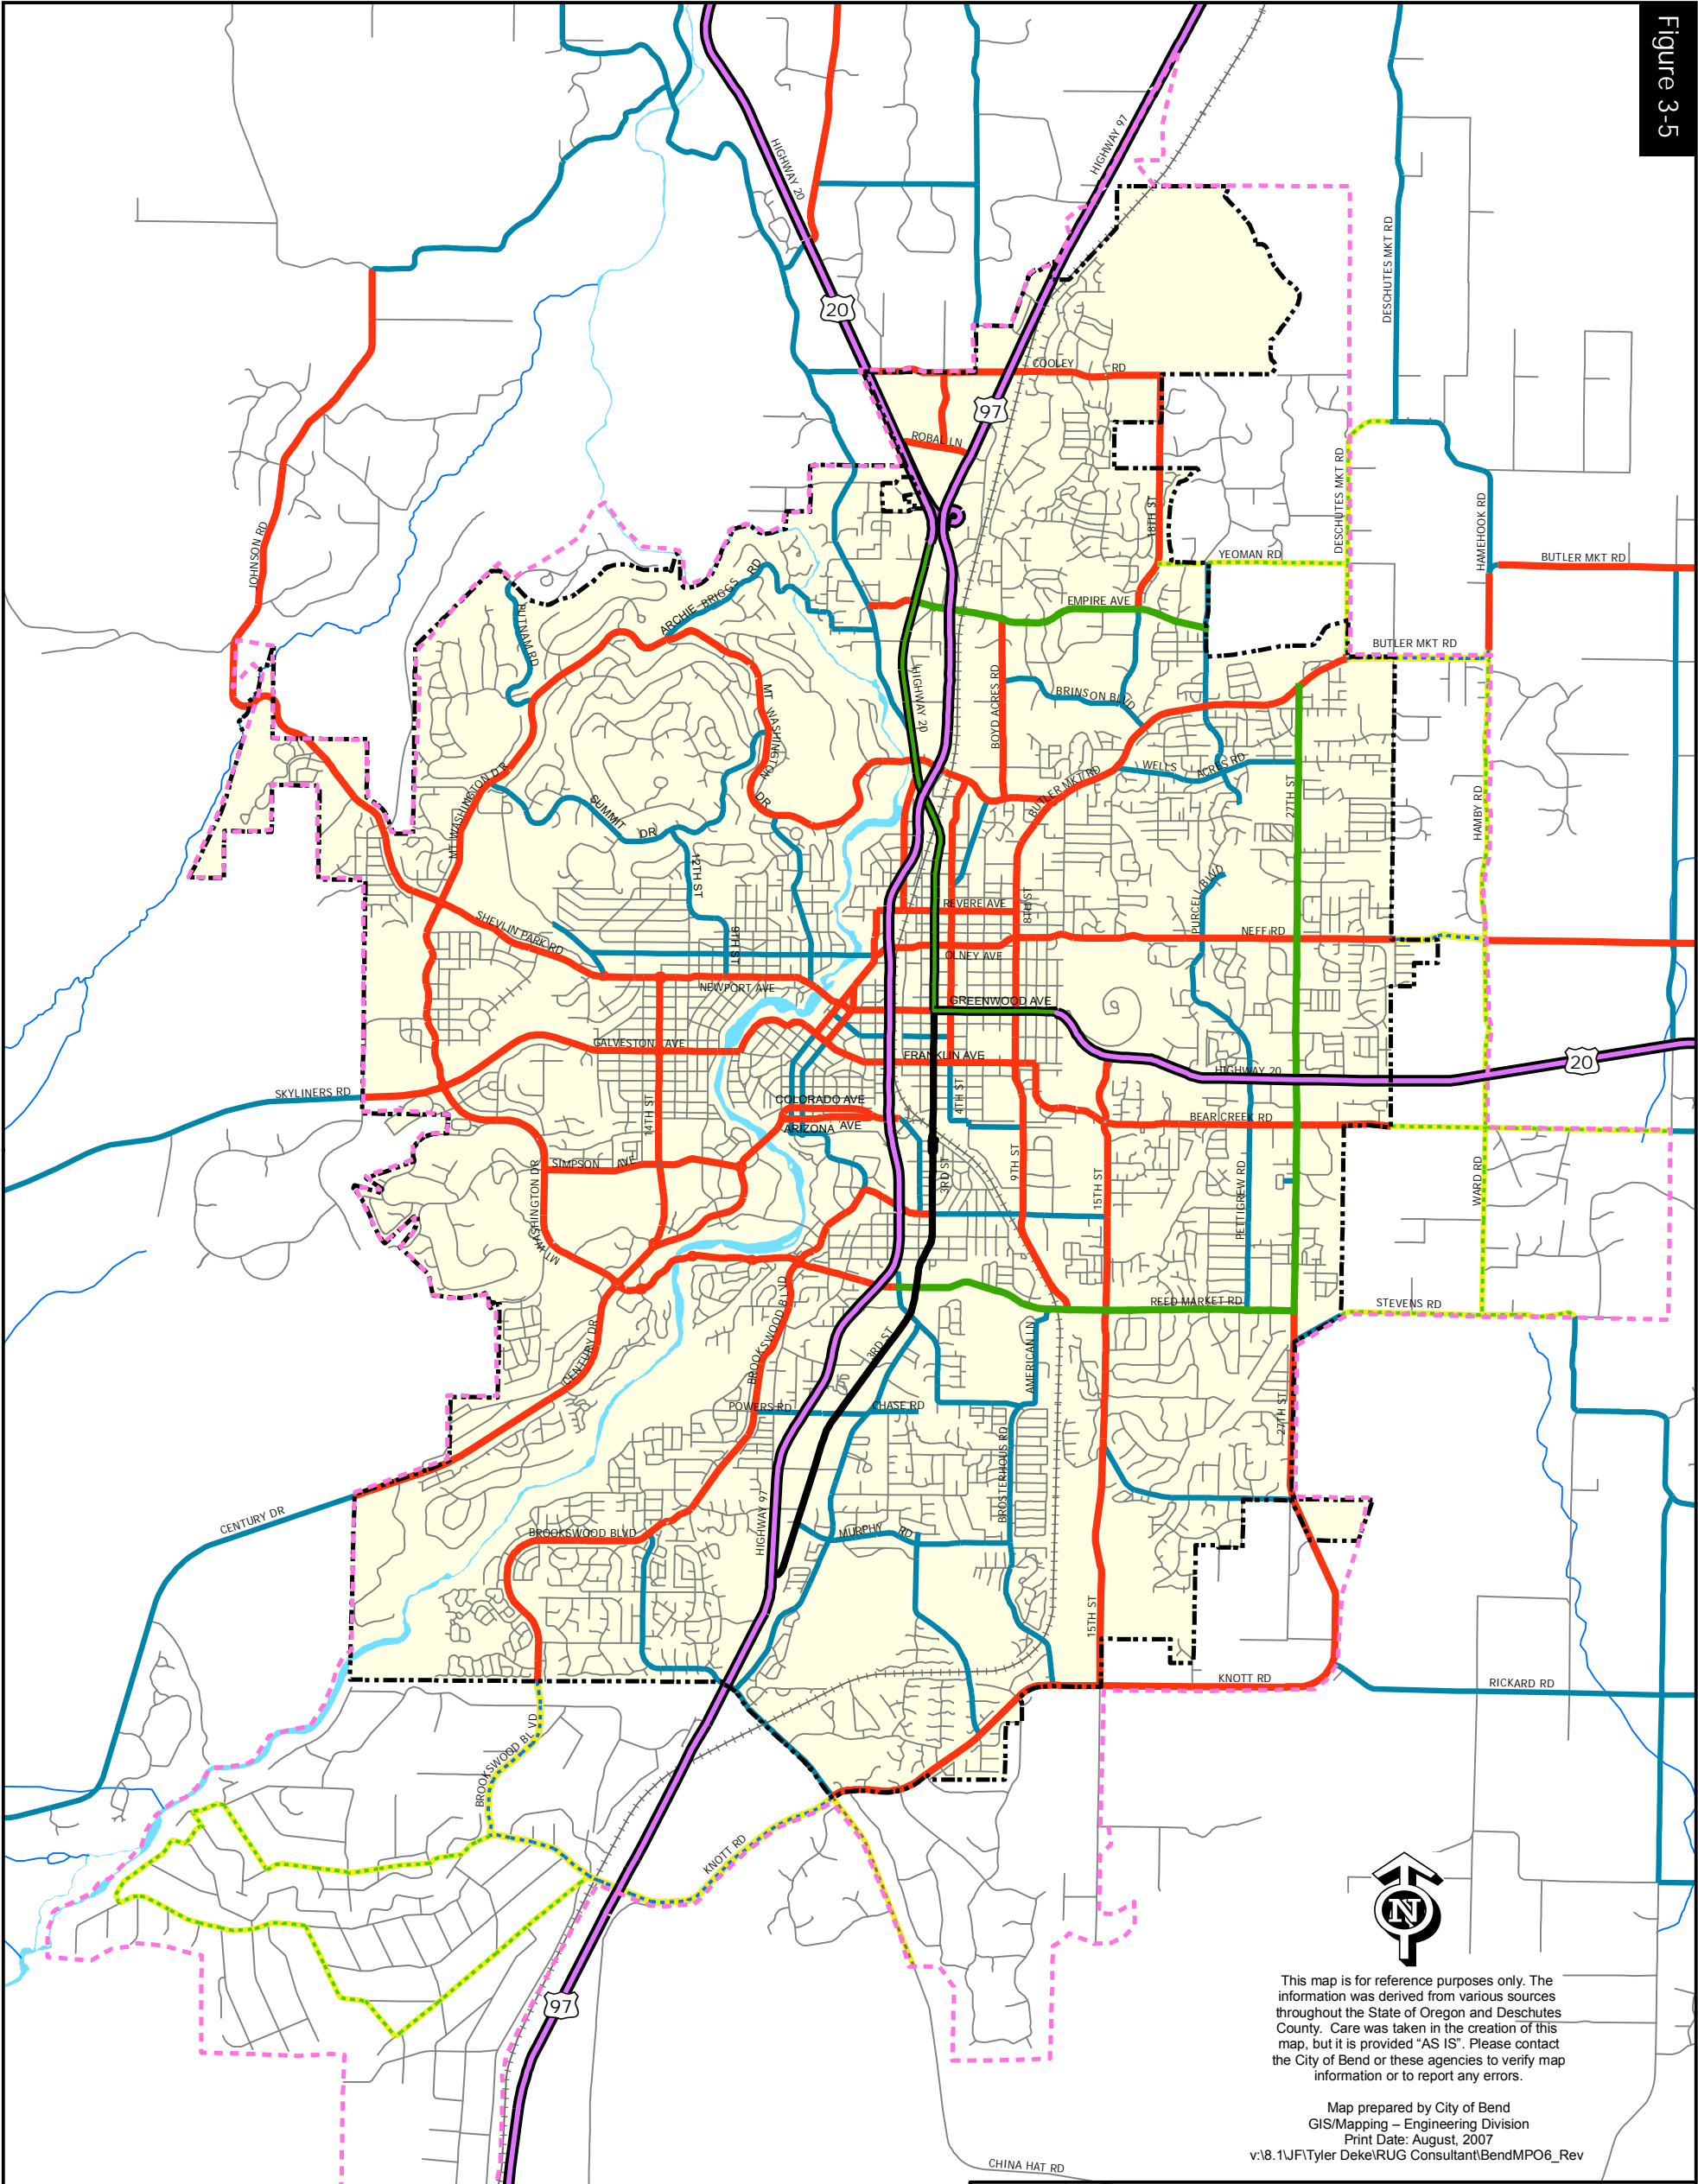 Figure 3-5
HIGHWAY 20
HIGHWAY 97
DESCHUTES MKT RD
20
COOLEY RD
97
ROBAL LN
JOHNSON RD
18TH ST
DESCHUTES MKT RD
HAMEHOOK RD
YEOMAN RD
BUTLER MKT RD
PUTNAM RD
ARCHIE BRIGGS RD
EMPIRE AVE
BUTLER MKT RD
HIGHWAY 20
BOYD ACRES RD
BRINSON BLVD
MT WASHINGTON DR
MT WASHINGTON DR
SUMMIT DR
BUTLER MKT RD
WELLS ACRES RD
27TH ST
HAMBY RD
12TH ST
PURCELL BLVD
SHEVLIN PARK RD
9TH ST
REVERE AVE
8TH ST
NEFF RD
OLNEY AVE
NEWPORT AVE
GREENWOOD AVE
GALVESTON AVE
FRANKLIN AVE
HIGHWAY 20
20
SKYLINERS RD
14TH ST
COLORADO AVE
4TH ST
ARIZONA AVE
BEAR CREEK RD
SIMPSON AVE
MT WASHINGTON DR
3RD ST
9TH ST
15TH ST
PETTIGREW RD
WARD RD
REED MARKET RD
STEVENS RD
CENTURY DR
BROOKSWOOD BLVD
3RD ST
AMERICAN LN
POWERS RD
CHASE RD
27TH ST
BROSTERHOUS RD
CENTURY DR
BROOKSWOOD BLVD
HIGHWAY 97
MURPHY RD
15TH ST
KNOTT RD
RICKARD RD
BROOKSWOOD BLVD
KNOTT RD
97
N
This map is for reference purposes only. The
information was derived from various sources
throughout the State of Oregon and Deschutes
County. Care was taken in the creation of this
map, but it is provided “AS IS”. Please contact
the City of Bend or these agencies to verify map
information or to report any errors.
Map prepared by City of Bend
GIS/Mapping – Engineering Division
Print Date: August, 2007
v:\8.1\JF\Tyler Deke\RUG Consultant\BendMPO6_Rev
CHINA HAT RD